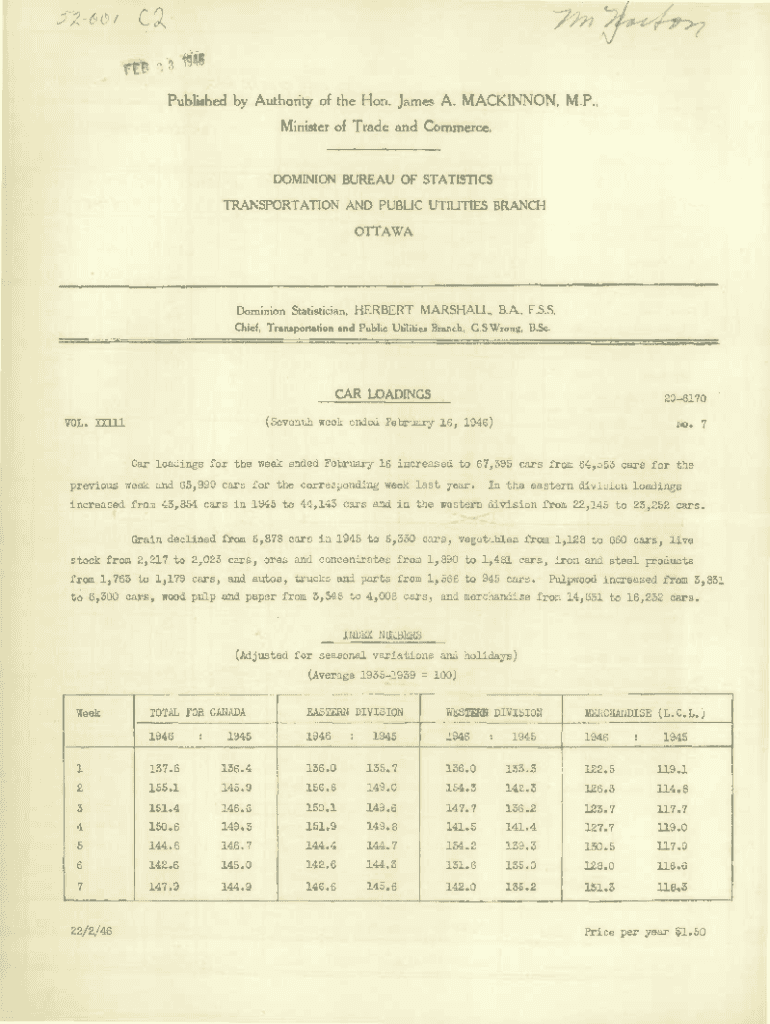 52-001 C2
FEB 23 1946
Published by Authority of the Hon. James A. MACKINNON, M.P.,
Minister of Trade and Commerce.
DOMINION BUREAU OF STATISTICS
TRANSPORTATION AND PUBLIC UTILITIES BRANCH
OTTAWA
Dominion Statistician, HERBERT MARSHALL, B.A., F.S.S.
Chief, Transportation and Public Utilities Branch, G.S.Wrong, B.Sc.
CAR LOADINGS
20-6170
VOL. XX111 (Seventh week ended February 16, 1946) no. 7
Car loadings for the week ended February 16 increased to 67,395 cars from 64,553 cars for the
previous week and 65,999 cars for the corresponding week last year. In the eastern division loadings
increased from 43,854 cars in 1945 to 44,143 cars and in the western division from 22,145 to 23,252 cars.
Grain declined from 6,878 cars in 1945 to 6,330 cars, vegetables from 1,128 to 860 cars, live
stock from 2,217 to 2,023 cars, ores and concentrates from 1,890 to 1,481 cars, iron and steel products
from 1,763 to 1,179 cars, and autos, trucks and parts from 1,566 to 945 cars. Pulpwood increased from 3,831
to 6,300 cars, wood pulp and paper from 3,545 to 4,008 cars, and merchandise from 14,651 to 16,232 cars.
INDEX NUMBERS
(Adjusted for seasonal variations and holidays)
(Average 1935-1939 = 100)
Week TOTAL FOR CANADA EASTERN DIVISION WESTERN DIVISION MERCHANDISE (L.C.L.)
1946 : 1945 1946 : 1945 1946 : 1945 1946 : 1945
1 137.6 136.4 136.0 135.7 136.0 133.3 122.5 119.1
2 155.1 145.9 150.6 149.0 154.3 142.3 126.3 114.8
3 151.4 146.6 150.1 149.6 147.7 136.2 123.7 117.7
4 150.6 149.3 151.9 149.8 141.5 141.4 127.7 119.0
5 144.6 146.7 144.4 144.7 154.2 139.3 130.5 117.9
6 142.6 145.0 142.6 144.3 131.6 135.0 128.0 116.6
7 147.9 144.9 146.6 145.6 142.0 135.2 131.3 118.3
22/2/46 Price per year $1.50